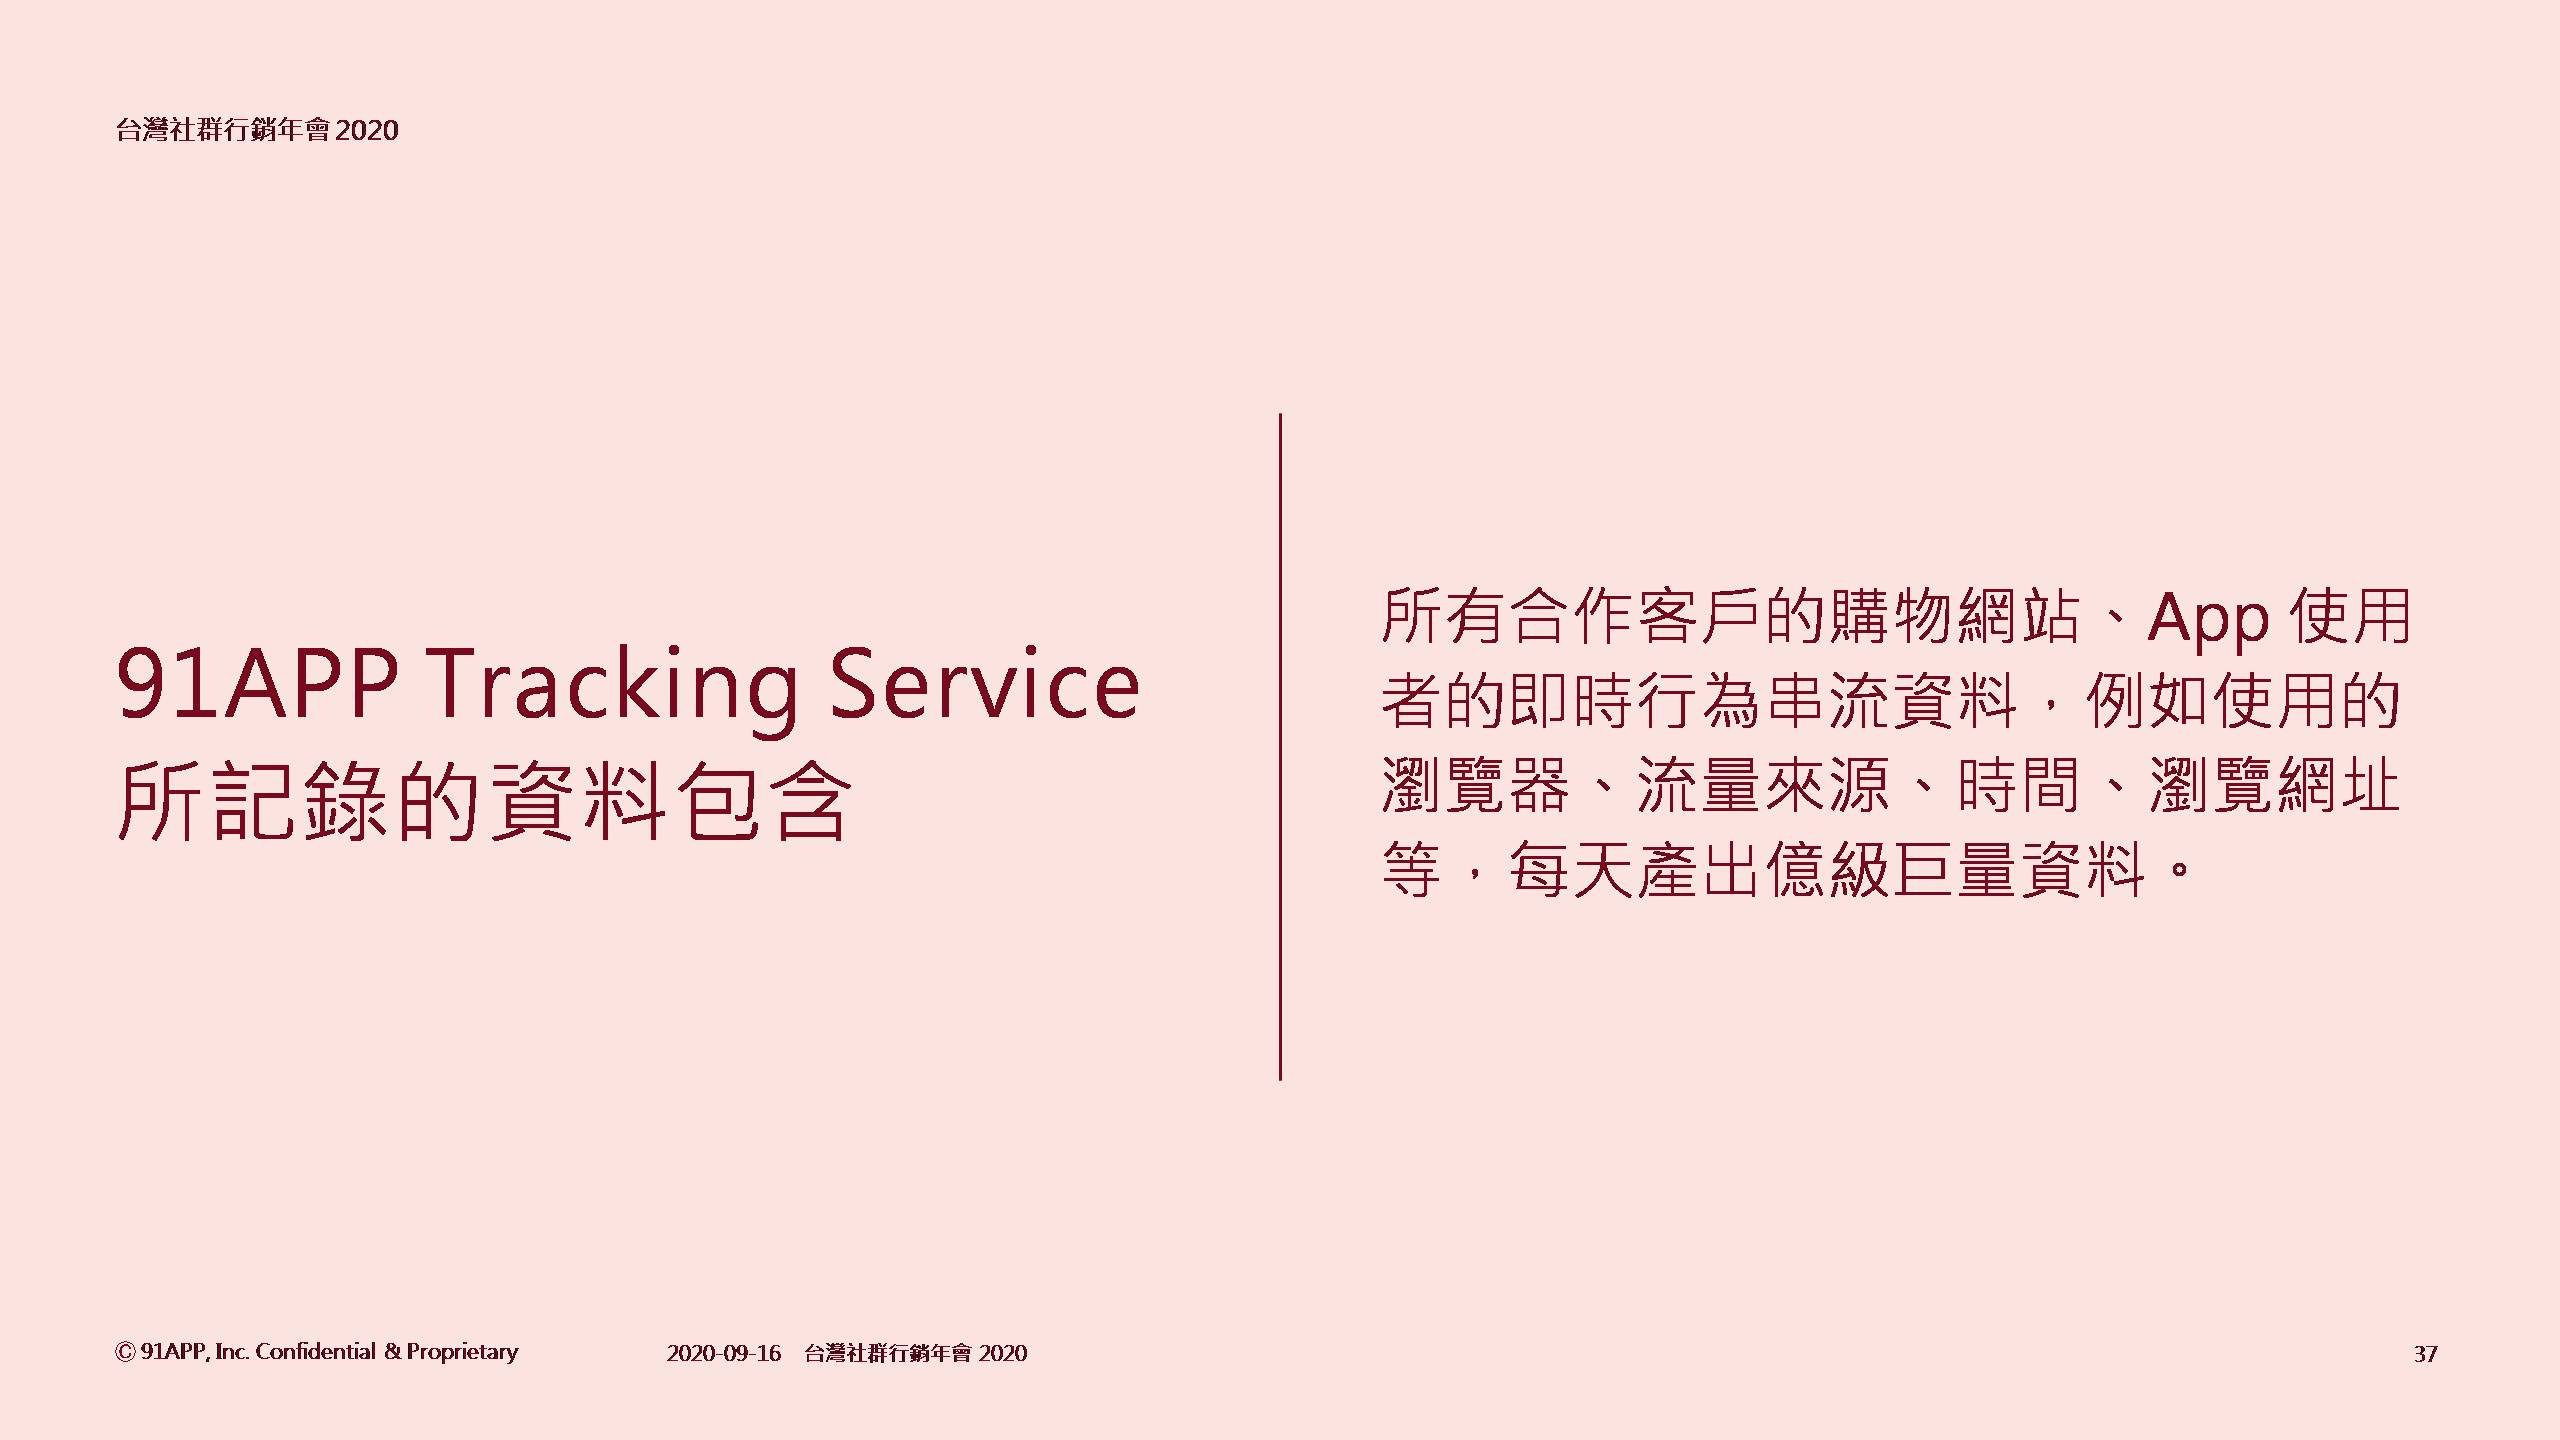 台灣社群行銷年會 2020
91APP Tracking Service
所記錄的資料包含
所有合作客戶的購物網站、App 使用
者的即時行為串流資料，例如使用的
瀏覽器、流量來源、時間、瀏覽網址
等，每天產出億級巨量資料。
Ⓒ 91APP, Inc. Confidential & Proprietary
2020-09-16 台灣社群行銷年會 2020
37